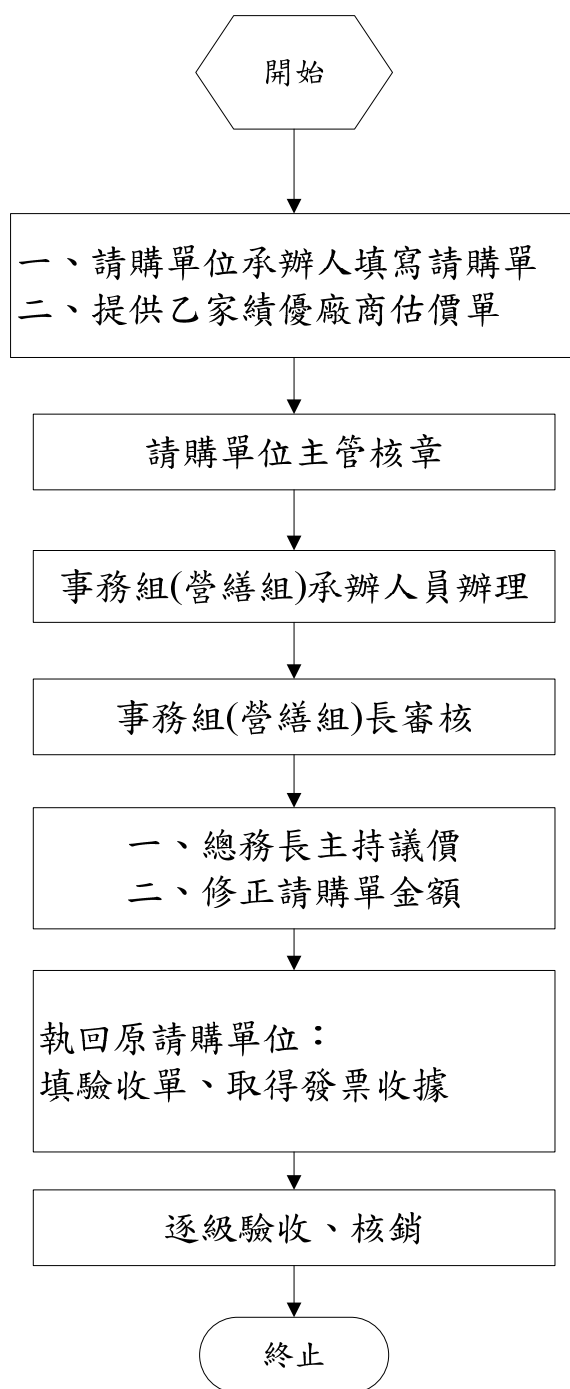 開始
一、請購單位承辦人填寫請購單
二、提供乙家績優廠商估價單
請購單位主管核章
事務組(營繕組)承辦人員辦理
事務組(營繕組)長審核
一、總務長主持議價
二、修正請購單金額
執回原請購單位：
填驗收單、取得發票收據
逐級驗收、核銷
終止